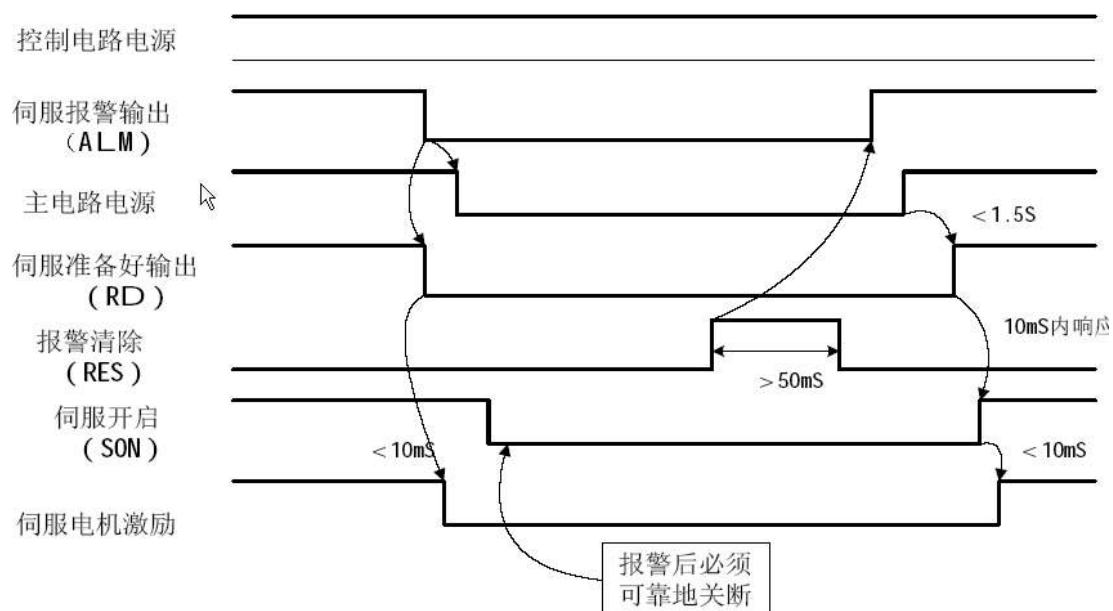 控制电路电源
伺服报警输出
（ALM）
主电路电源
<1.5S
伺服准备好输出
（RD）
10mS内响应
报警清除
（RES）
>50mS
伺服开启
（SON）
<10mS
<10mS
伺服电机激励
报警后必须
可靠地关断